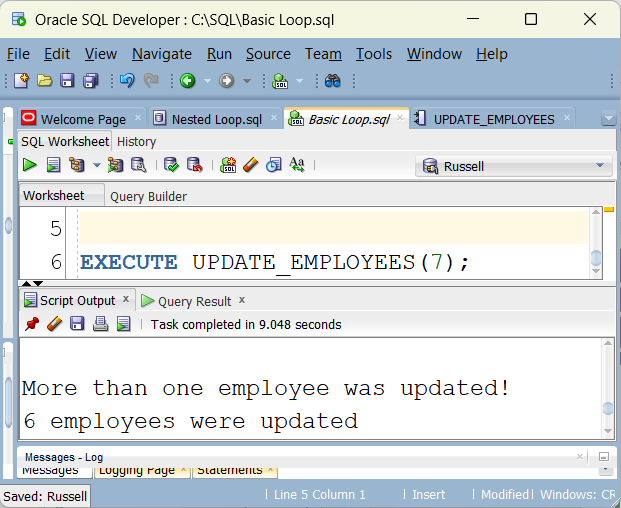 Oracle SQL Developer : C:\SQL\Basic Loop.sql
File Edit View Navigate Run Source Team Tools Window Help
Welcome Page Nested Loop.sql Basic Loop.sql UPDATE_EMPLOYEES
SQL Worksheet History
Russell
Worksheet Query Builder
5
6 EXECUTE UPDATE_EMPLOYEES(7);
Script Output x Query Result x
Task completed in 9.048 seconds
More than one employee was updated!
6 employees were updated
Messages - Log
Messages Logging Page Statements
Saved: Russell Line 5 Column 1 Insert Modified Windows: CR